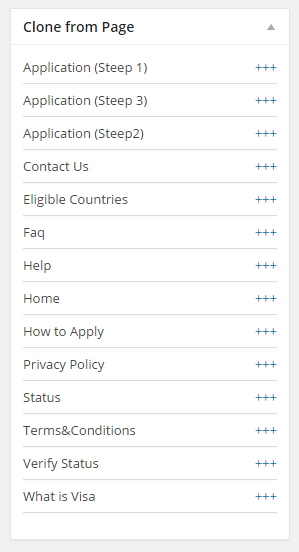 Clone from Page
Application (Steep 1) +++
Application (Steep 3) +++
Application (Steep2) +++
Contact Us +++
Eligible Countries +++
Faq +++
Help +++
Home +++
How to Apply +++
Privacy Policy +++
Status +++
Terms&Conditions +++
Verify Status +++
What is Visa +++